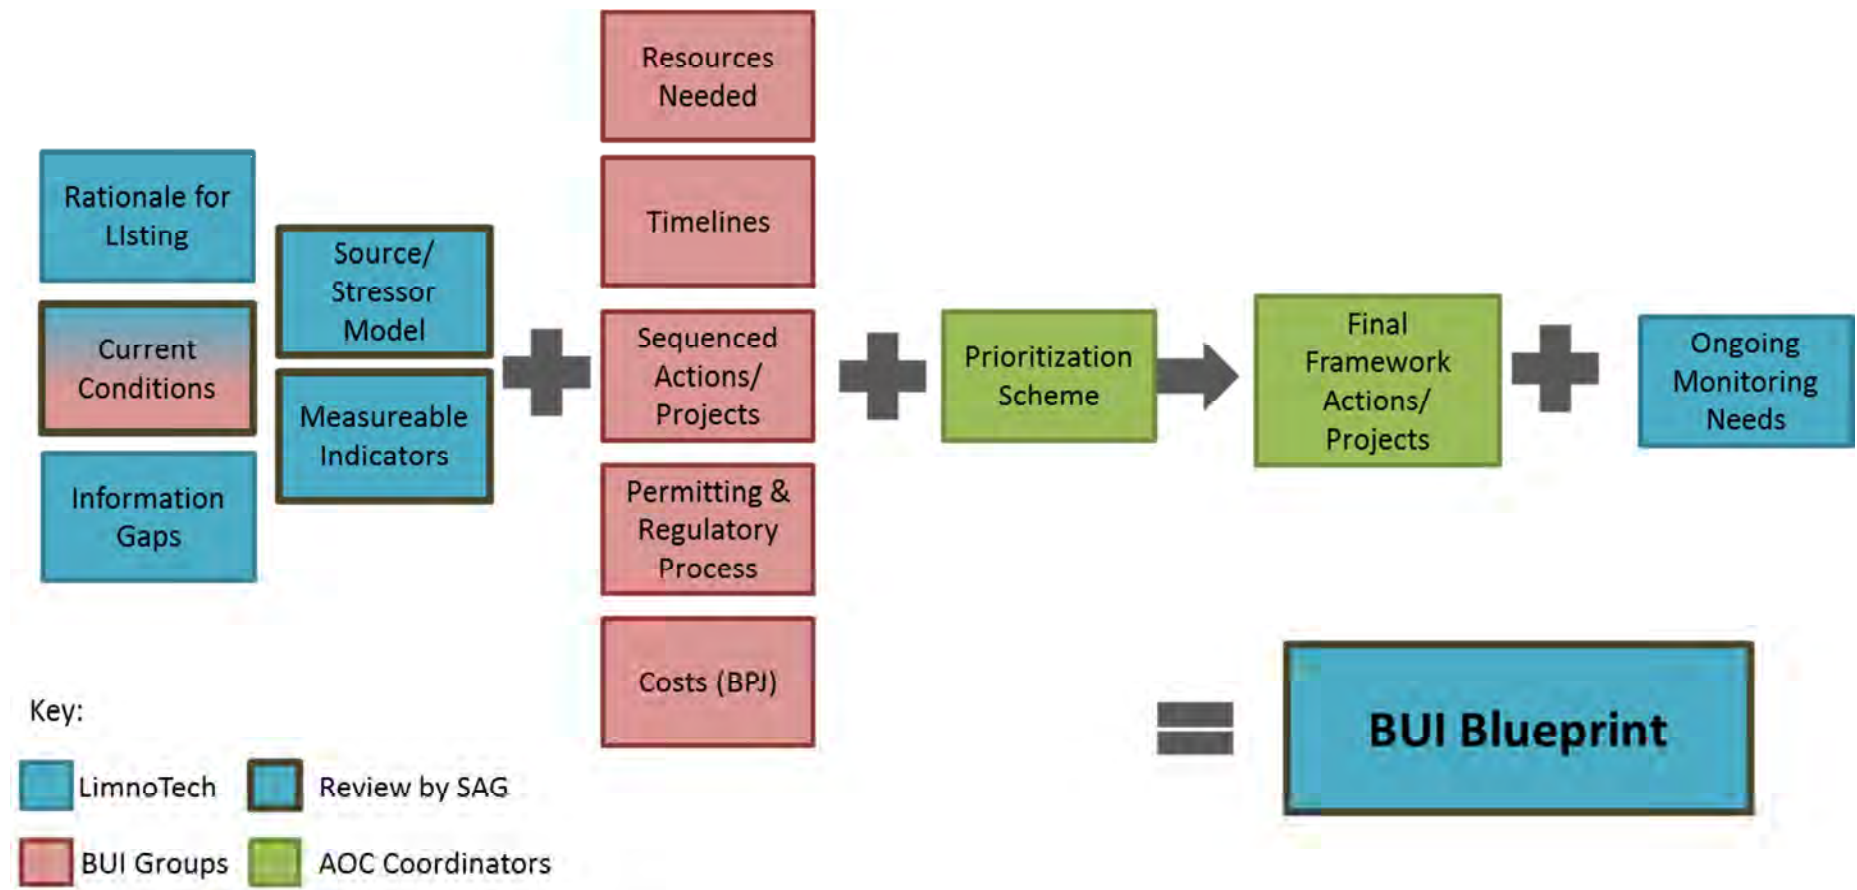 Rationale for
LIsting
Current
Conditions
Information
Gaps
Source/
Stressor
Model
Measureable
Indicators
Resources
Needed
Timelines
Sequenced
Actions/
Projects
Permitting &
Regulatory
Process
Costs (BPJ)
Prioritization
Scheme
Final
Framework
Actions/
Projects
Ongoing
Monitoring
Needs
BUI Blueprint
Key:
LimnoTech
Review by SAG
BUI Groups
AOC Coordinators